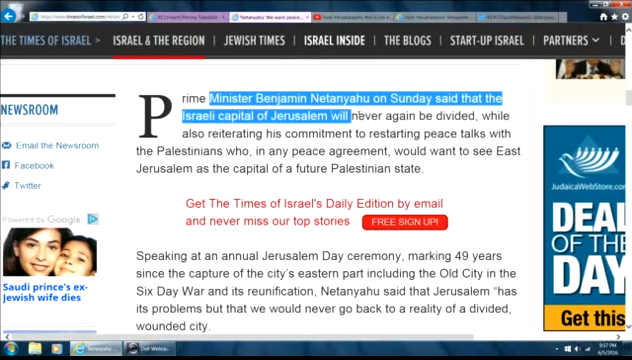 www.timesofisrael.com
Netanyahu: We want peace...
THE TIMES OF ISRAEL
ISRAEL & THE REGION
JEWISH TIMES
ISRAEL INSIDE
THE BLOGS
START-UP ISRAEL
PARTNERS
Prime Minister Benjamin Netanyahu on Sunday said that the
Israeli capital of Jerusalem will never again be divided, while
also reiterating his commitment to restarting peace talks with
the Palestinians who, in any peace agreement, would want to see East
Jerusalem as the capital of a future Palestinian state.
NEWSROOM
Email the Newsroom
Facebook
Twitter
Powered by Google
Saudi prince's ex-
Jewish wife dies
Get The Times of Israel's Daily Edition by email
and never miss our top stories FREE SIGN UP!
Speaking at an annual Jerusalem Day ceremony, marking 49 years
since the capture of the city's eastern part including the Old City in the
Six Day War and its reunification, Netanyahu said that Jerusalem "has
its problems but that we would never go back to a reality of a divided,
wounded city.
JudaicaWebStore.com
DEAL
OF THE
DAY
Get this
Netanyahu...
Dell Webca...
9:37 PM
6/5/2016